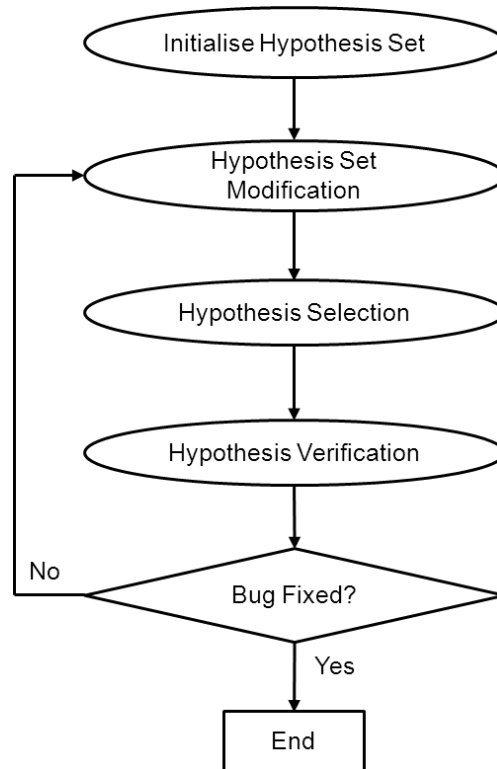 Initialise Hypothesis Set
Hypothesis Set
Modification
Hypothesis Selection
Hypothesis Verification
No
Bug Fixed?
Yes
End